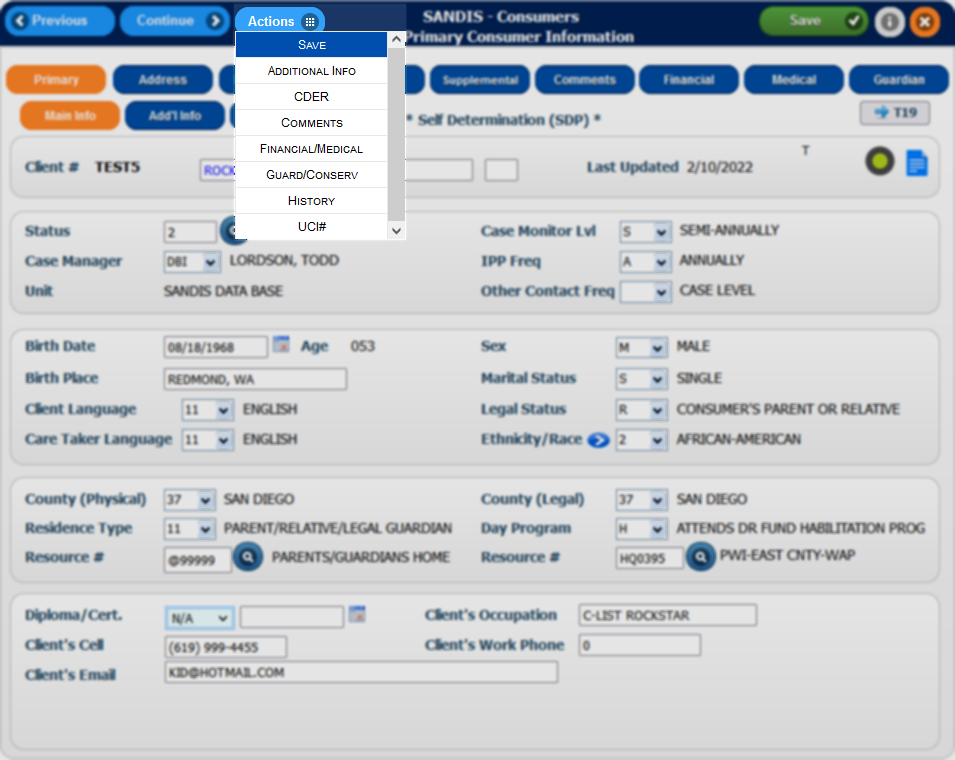 Previous Continue Actions SANDIS - Consumers Save
Primary Consumer Information
SAVE
ADDITIONAL INFO
CDER
COMMENTS
FINANCIAL/MEDICAL
GUARD/CONSERV
HISTORY
UCI#
Primary Address Supplemental Comments Financial Medical Guardian
Main Info Add'l Info * Self Determination (SDP) * T19
Client # TEST5 ROCK Last Updated 2/10/2022 T
Status 2 Case Monitor Lvl S SEMI-ANNUALLY
Case Manager DBI LORDSON, TODD IPP Freq A ANNUALLY
Unit SANDIS DATA BASE Other Contact Freq CASE LEVEL
Birth Date 08/18/1968 Age 053 Sex M MALE
Birth Place REDMOND, WA Marital Status S SINGLE
Client Language 11 ENGLISH Legal Status R CONSUMER'S PARENT OR RELATIVE
Care Taker Language 11 ENGLISH Ethnicity/Race 2 AFRICAN-AMERICAN
County (Physical) 37 SAN DIEGO County (Legal) 37 SAN DIEGO
Residence Type 11 PARENT/RELATIVE/LEGAL GUARDIAN Day Program H ATTENDS DR FUND HABILITATION PROG
Resource # @99999 PARENTS/GUARDIANS HOME Resource # HQ0395 PWI-EAST CNTY-WAP
Diploma/Cert. N/A Client's Occupation C-LIST ROCKSTAR
Client's Cell (619) 999-4455 Client's Work Phone 0
Client's Email KID@HOTMAIL.COM